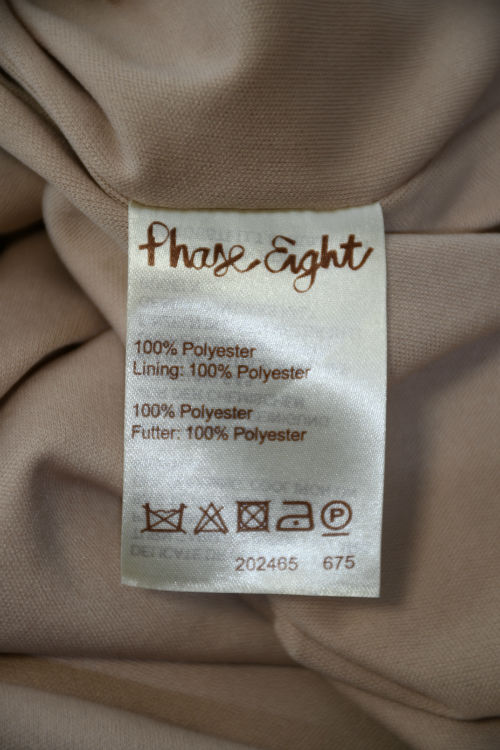 Phase Eight
100% Polyester
Lining: 100% Polyester
100% Polyester
Futter: 100% Polyester
P
202465 675